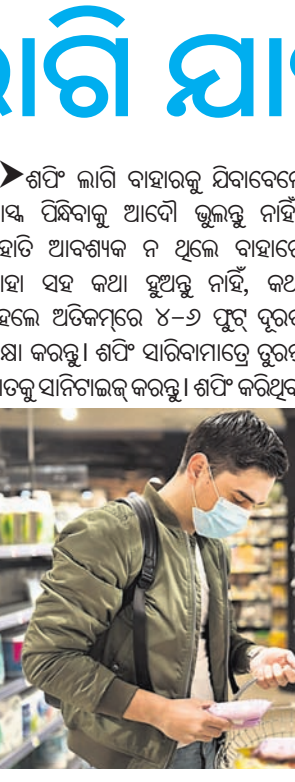 ାଗି ଯା
➤ ଶପିଂ ଲାଗି ବାହାରକୁ ଯିବାବେଳେ
ପିନ୍ଧିବାକୁ ଆଦୌ ଭୁଲନ୍ତୁ ନାହିଁ
ଆବଶ୍ୟକ ନ ଥିଲେ ବାହାରେ
ସହ କଥା ହୁଅନ୍ତୁ ନାହିଁ, କଥା
ହେଲେ ଅତିକମ୍‌ରେ ୪-୬ ଫୁଟ୍ ଦୂରତ
କରନ୍ତୁ। ଶପିଂ ସାରିବାମାତ୍ରେ ତୁରନ୍ତ
ସାନିଟାଇଜ୍ କରନ୍ତୁ। ଶପିଂ କରିଥିବ